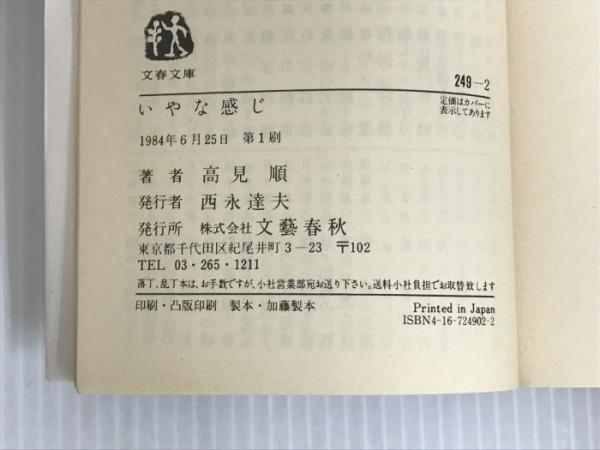 文春文庫
249-2
定価はカバーに
表示してあります
いやな感じ
1984年6月25日 第1刷
著者 高見 順
発行者 西永達夫
発行所 株式会社 文藝春秋
東京都千代田区紀尾井町3-23 〒102
TEL 03・265・1211
落丁、乱丁本は、お手数ですが、小社営業部宛お送り下さい。送料小社負担でお取替致します
印刷・凸版印刷 製本・加藤製本
Printed in Japan
ISBN4-16-724902-2